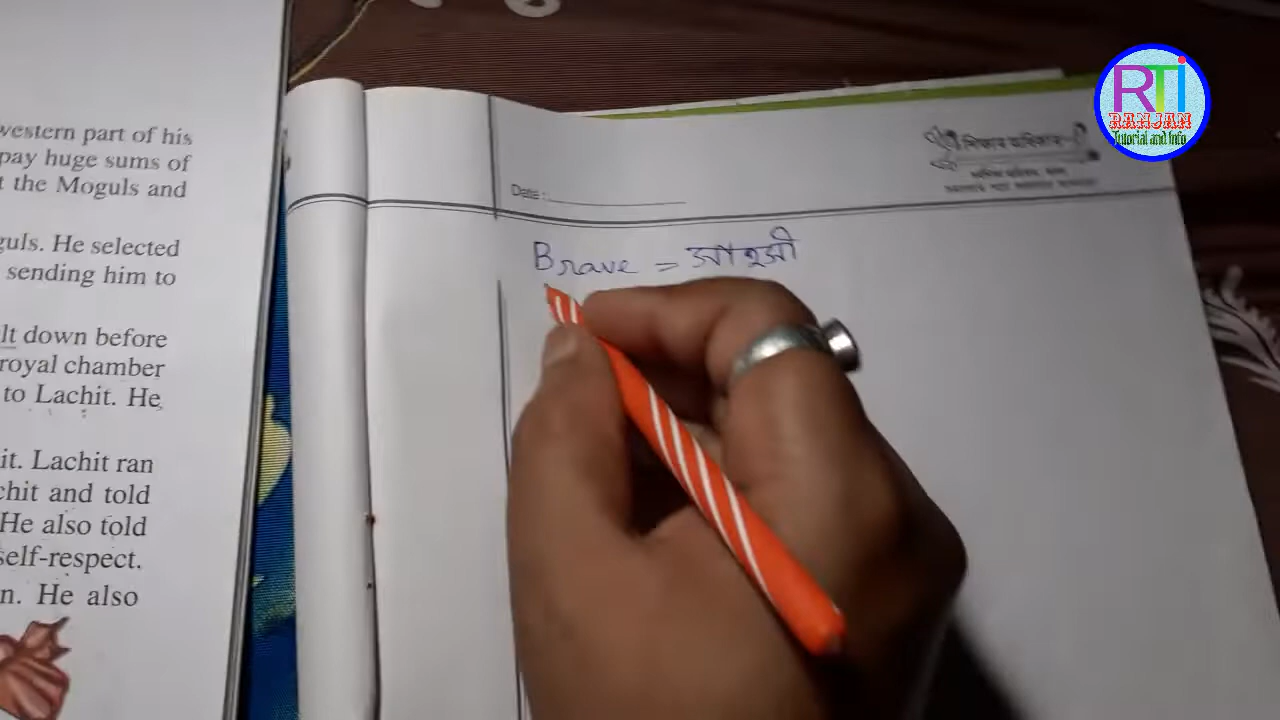 western part of his
pay huge sums of
t the Moguls and
guls. He selected
sending him to
lt down before
royal chamber
to Lachit. He
it. Lachit ran
chit and told
He also told
self-respect.
n. He also
Date :
Brave = সাহসী
RTI
RANJAN
Tutorial and Info